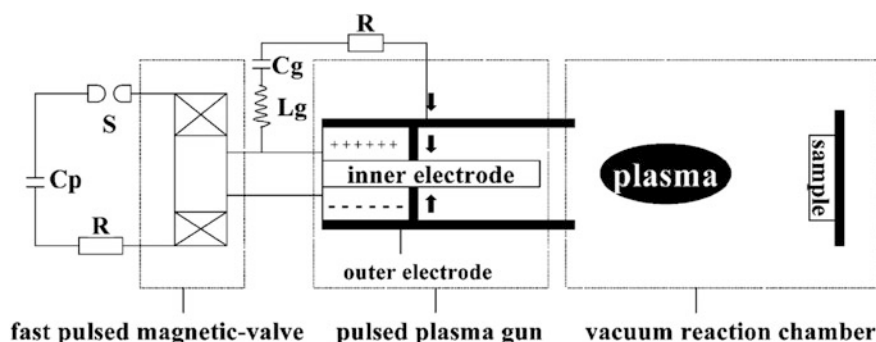 R
Cg
Lg
S
Cp
R
++++++
inner electrode
------
plasma
sample
outer electrode
fast pulsed magnetic-valve
pulsed plasma gun
vacuum reaction chamber